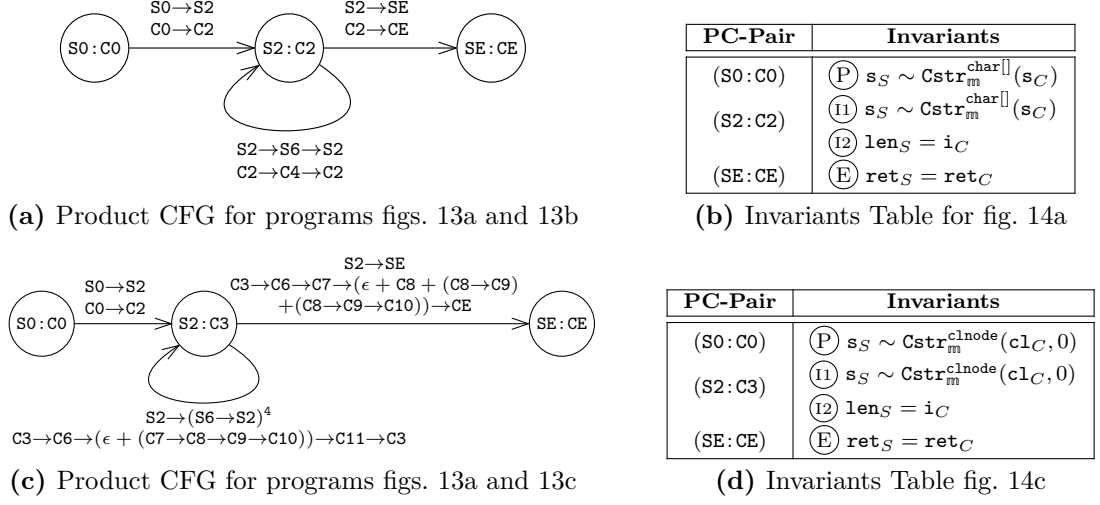 S0→S2
C0→C2
S2→SE
C2→CE
S0:C0
S2:C2
SE:CE
S2→S6→S2
C2→C4→C2
(a) Product CFG for programs figs. 13a and 13b
PC-Pair Invariants
(S0:C0) Ⓟ s_S ∼ Cstr_𝕞^{char[]}(s_C)
(S2:C2) (I1) s_S ∼ Cstr_𝕞^{char[]}(s_C)
(I2) len_S = i_C
(SE:CE) Ⓔ ret_S = ret_C
(b) Invariants Table for fig. 14a
S0→S2
C0→C2
S2→SE
C3→C6→C7→(ϵ + C8 + (C8→C9)
+(C8→C9→C10))→CE
S0:C0
S2:C3
SE:CE
S2→(S6→S2)^4
C3→C6→(ϵ + (C7→C8→C9→C10))→C11→C3
(c) Product CFG for programs figs. 13a and 13c
PC-Pair Invariants
(S0:C0) Ⓟ s_S ∼ Cstr_𝕞^{clnode}(cl_C, 0)
(S2:C3) (I1) s_S ∼ Cstr_𝕞^{clnode}(cl_C, 0)
(I2) len_S = i_C
(SE:CE) Ⓔ ret_S = ret_C
(d) Invariants Table fig. 14c